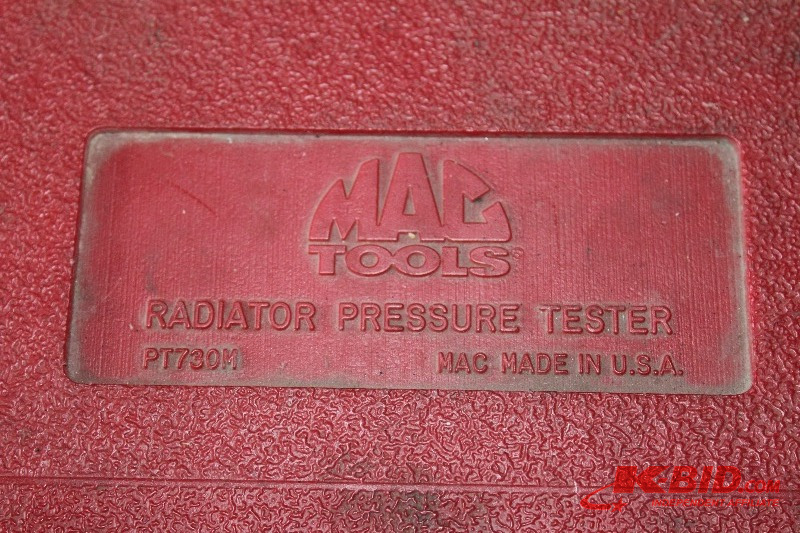 MAC
TOOLS
RADIATOR PRESSURE TESTER
PT730M MAC MADE IN U.S.A.
K-BID.COM